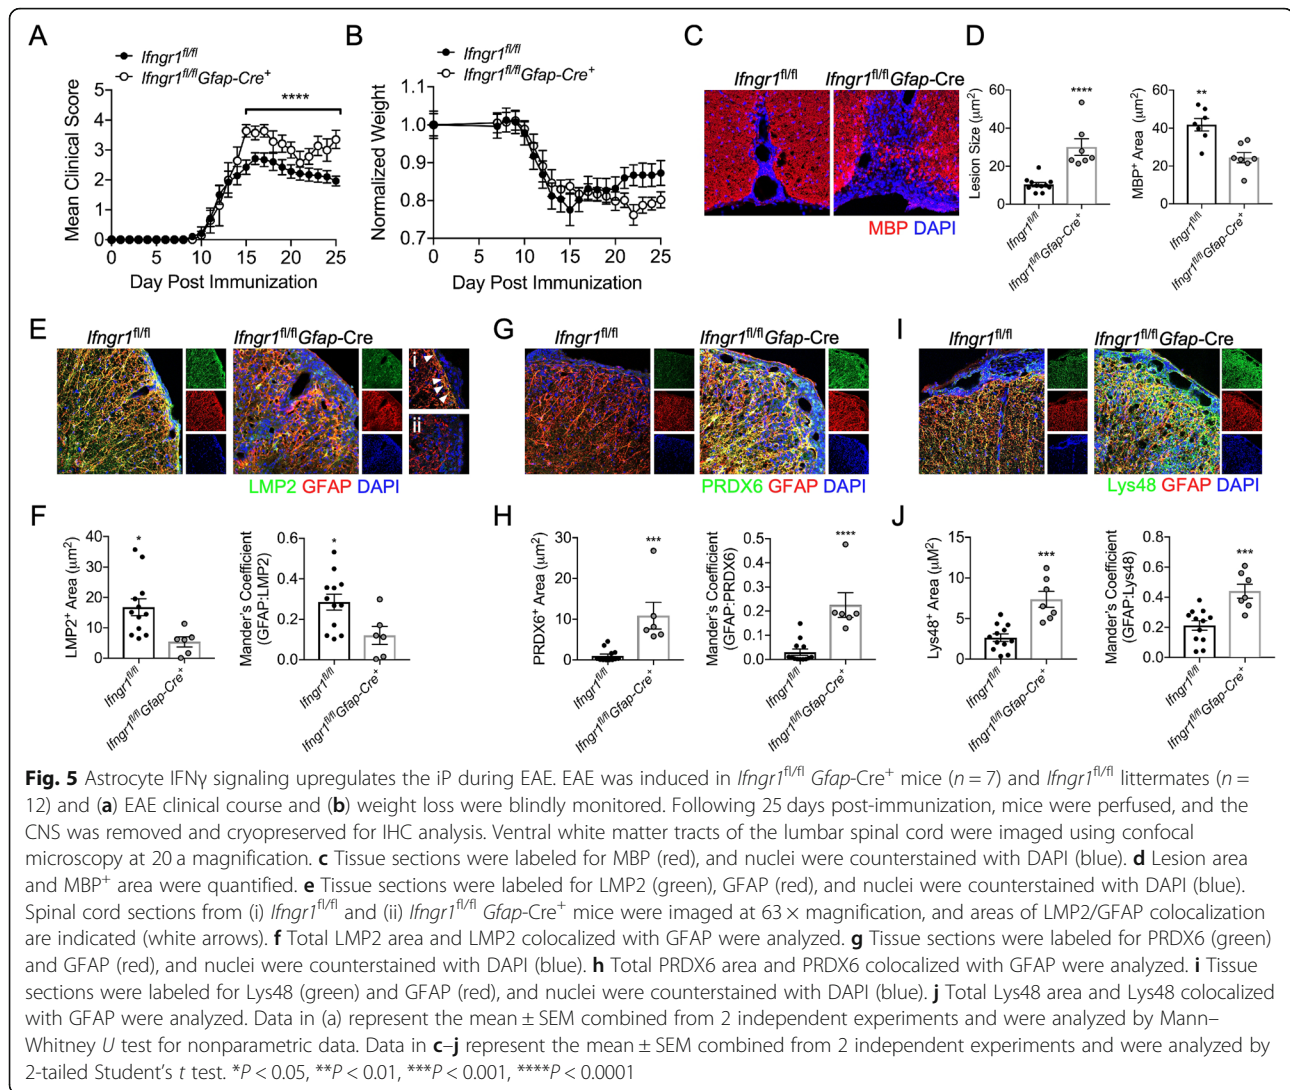 A
Ifngr1fl/fl
Ifngr1fl/flGfap-Cre+
****
Mean Clinical Score
5
4
3
2
1
0
0 5 10 15 20 25
Day Post Immunization
B
Ifngr1fl/fl
Ifngr1fl/flGfap-Cre+
Normalized Weight
1.1
1.0
0.9
0.8
0.7
0 5 10 15 20 25
Day Post Immunization
C
Ifngr1fl/fl Ifngr1fl/flGfap-Cre
MBP DAPI
D
Lesion Size (μm2)
60
40
20
0
****
Ifngr1fl/fl
Ifngr1fl/flGfap-Cre+
MBP+ Area (μm2)
60
40
20
0
**
Ifngr1fl/fl
Ifngr1fl/flGfap-Cre+
E
Ifngr1fl/fl Ifngr1fl/flGfap-Cre
i
ii
LMP2 GFAP DAPI
G
Ifngr1fl/fl Ifngr1fl/flGfap-Cre
PRDX6 GFAP DAPI
I
Ifngr1fl/fl Ifngr1fl/flGfap-Cre
Lys48 GFAP DAPI
F
LMP2+ Area (μm2)
40
30
20
10
0
*
Ifngr1fl/fl
Ifngr1fl/flGfap-Cre+
Mander's Coefficient
(GFAP:LMP2)
0.6
0.4
0.2
0.0
*
Ifngr1fl/fl
Ifngr1fl/flGfap-Cre+
H
PRDX6+ Area (μm2)
30
20
10
0
***
Ifngr1fl/fl
Ifngr1fl/flGfap-Cre+
Mander's Coefficient
(GFAP:PRDX6)
0.5
0.4
0.3
0.2
0.1
0.0
****
Ifngr1fl/fl
Ifngr1fl/flGfap-Cre+
J
Lys48+ Area (μM2)
15
10
5
0
***
Ifngr1fl/fl
Ifngr1fl/flGfap-Cre+
Mander's Coefficient
(GFAP:Lys48)
0.8
0.6
0.4
0.2
0.0
***
Ifngr1fl/fl
Ifngr1fl/flGfap-Cre+
Fig. 5 Astrocyte IFNγ signaling upregulates the iP during EAE. EAE was induced in Ifngr1fl/fl Gfap-Cre+ mice (n = 7) and Ifngr1fl/fl littermates (n =
12) and (a) EAE clinical course and (b) weight loss were blindly monitored. Following 25 days post-immunization, mice were perfused, and the
CNS was removed and cryopreserved for IHC analysis. Ventral white matter tracts of the lumbar spinal cord were imaged using confocal
microscopy at 20 a magnification. c Tissue sections were labeled for MBP (red), and nuclei were counterstained with DAPI (blue). d Lesion area
and MBP+ area were quantified. e Tissue sections were labeled for LMP2 (green), GFAP (red), and nuclei were counterstained with DAPI (blue).
Spinal cord sections from (i) Ifngr1fl/fl and (ii) Ifngr1fl/fl Gfap-Cre+ mice were imaged at 63 × magnification, and areas of LMP2/GFAP colocalization
are indicated (white arrows). f Total LMP2 area and LMP2 colocalized with GFAP were analyzed. g Tissue sections were labeled for PRDX6 (green)
and GFAP (red), and nuclei were counterstained with DAPI (blue). h Total PRDX6 area and PRDX6 colocalized with GFAP were analyzed. i Tissue
sections were labeled for Lys48 (green) and GFAP (red), and nuclei were counterstained with DAPI (blue). j Total Lys48 area and Lys48 colocalized
with GFAP were analyzed. Data in (a) represent the mean ± SEM combined from 2 independent experiments and were analyzed by Mann–
Whitney U test for nonparametric data. Data in c–j represent the mean ± SEM combined from 2 independent experiments and were analyzed by
2-tailed Student's t test. *P < 0.05, **P < 0.01, ***P < 0.001, ****P < 0.0001